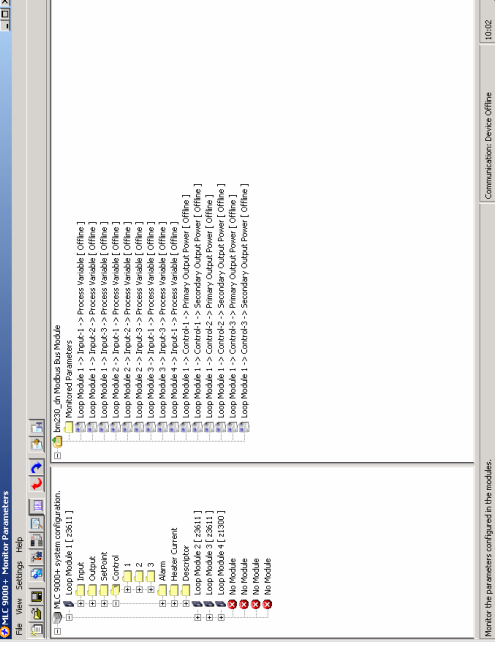 MLC 9000+ Monitor Parameters
File View Settings Help
MLC 9000+ system configuration.
Loop Module 1 [ z3611 ]
Input
Output
SetPoint
Control
1
2
3
Alarm
Heater Current
Descriptor
Loop Module 2 [ z3611 ]
Loop Module 3 [ z3611 ]
Loop Module 4 [ z1300 ]
No Module
No Module
No Module
No Module
bm230_dn Modbus Bus Module
Monitored Parameters
Loop Module 1 -> Input-1 -> Process Variable [ Offline ]
Loop Module 1 -> Input-2 -> Process Variable [ Offline ]
Loop Module 1 -> Input-3 -> Process Variable [ Offline ]
Loop Module 2 -> Input-1 -> Process Variable [ Offline ]
Loop Module 2 -> Input-2 -> Process Variable [ Offline ]
Loop Module 2 -> Input-3 -> Process Variable [ Offline ]
Loop Module 3 -> Input-1 -> Process Variable [ Offline ]
Loop Module 3 -> Input-2 -> Process Variable [ Offline ]
Loop Module 3 -> Input-3 -> Process Variable [ Offline ]
Loop Module 4 -> Input-1 -> Process Variable [ Offline ]
Loop Module 1 -> Control-1 -> Primary Output Power [ Offline ]
Loop Module 1 -> Control-1 -> Secondary Output Power [ Offline ]
Loop Module 1 -> Control-2 -> Primary Output Power [ Offline ]
Loop Module 1 -> Control-2 -> Secondary Output Power [ Offline ]
Loop Module 1 -> Control-3 -> Primary Output Power [ Offline ]
Loop Module 1 -> Control-3 -> Secondary Output Power [ Offline ]
Monitor the parameters configured in the modules.
Communication: Device Offline
10:02